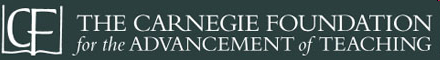 CF
THE CARNEGIE FOUNDATION
for the ADVANCEMENT of TEACHING